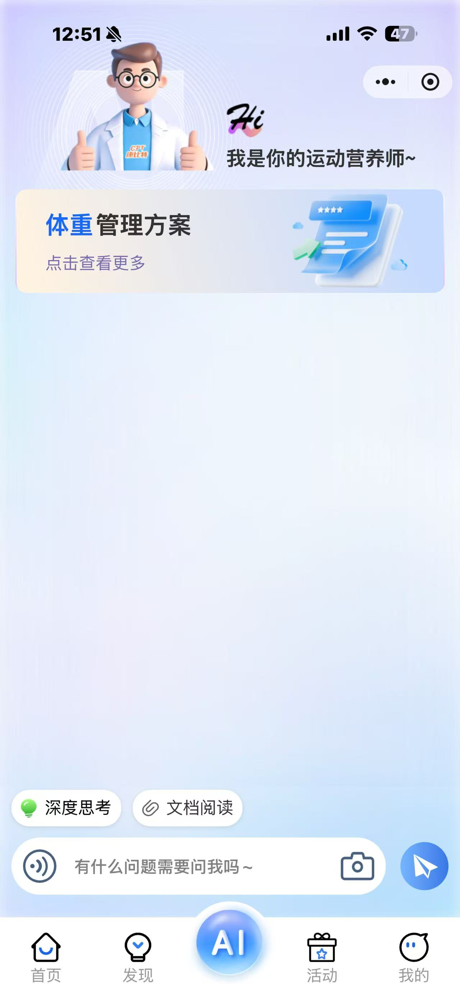 12:51
47
Hi
CPT
康比特
我是你的运动营养师~
体重管理方案
点击查看更多
深度思考
文档阅读
有什么问题需要问我吗~
AI
首页
发现
活动
我的